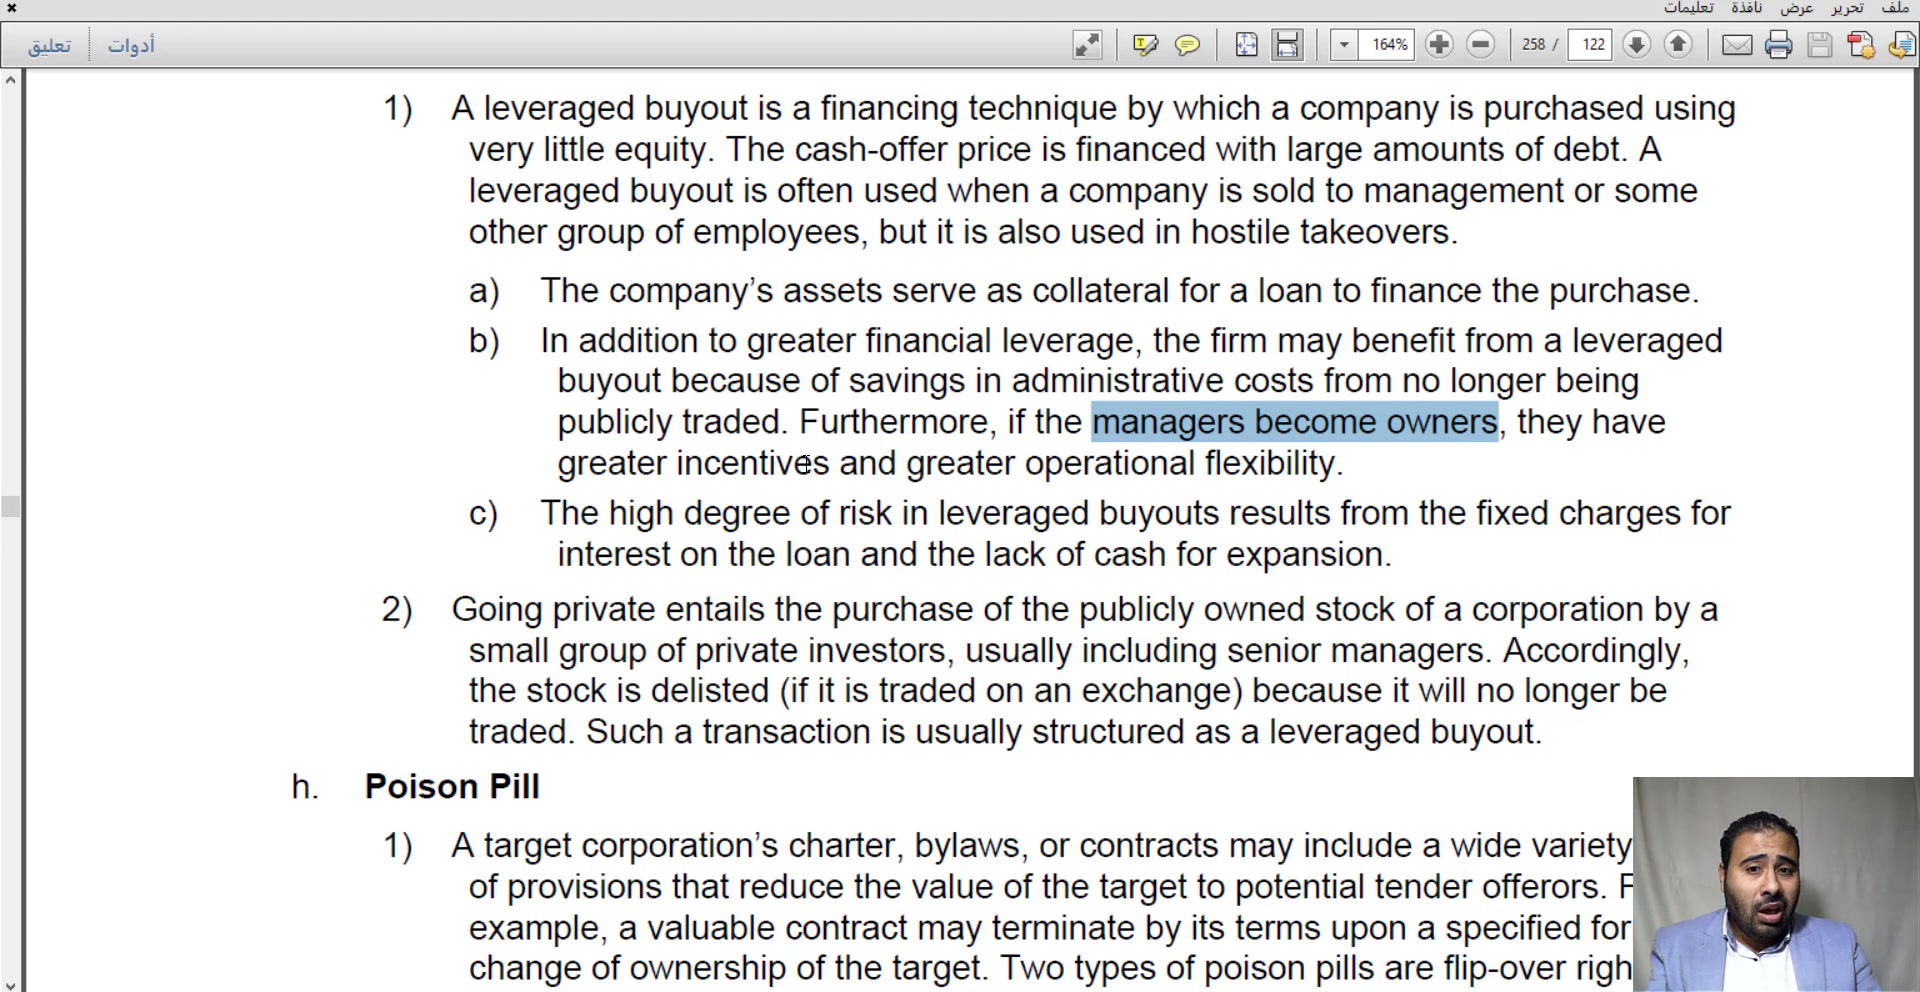 ملف تحرير عرض نافذة تعليمات
أدوات تعليق
164% 258 / 122
1) A leveraged buyout is a financing technique by which a company is purchased using
very little equity. The cash-offer price is financed with large amounts of debt. A
leveraged buyout is often used when a company is sold to management or some
other group of employees, but it is also used in hostile takeovers.
a) The company's assets serve as collateral for a loan to finance the purchase.
b) In addition to greater financial leverage, the firm may benefit from a leveraged
buyout because of savings in administrative costs from no longer being
publicly traded. Furthermore, if the managers become owners, they have
greater incentives and greater operational flexibility.
c) The high degree of risk in leveraged buyouts results from the fixed charges for
interest on the loan and the lack of cash for expansion.
2) Going private entails the purchase of the publicly owned stock of a corporation by a
small group of private investors, usually including senior managers. Accordingly,
the stock is delisted (if it is traded on an exchange) because it will no longer be
traded. Such a transaction is usually structured as a leveraged buyout.
h. Poison Pill
1) A target corporation's charter, bylaws, or contracts may include a wide variety
of provisions that reduce the value of the target to potential tender offerors.
example, a valuable contract may terminate by its terms upon a specified for
change of ownership of the target. Two types of poison pills are flip-over righ